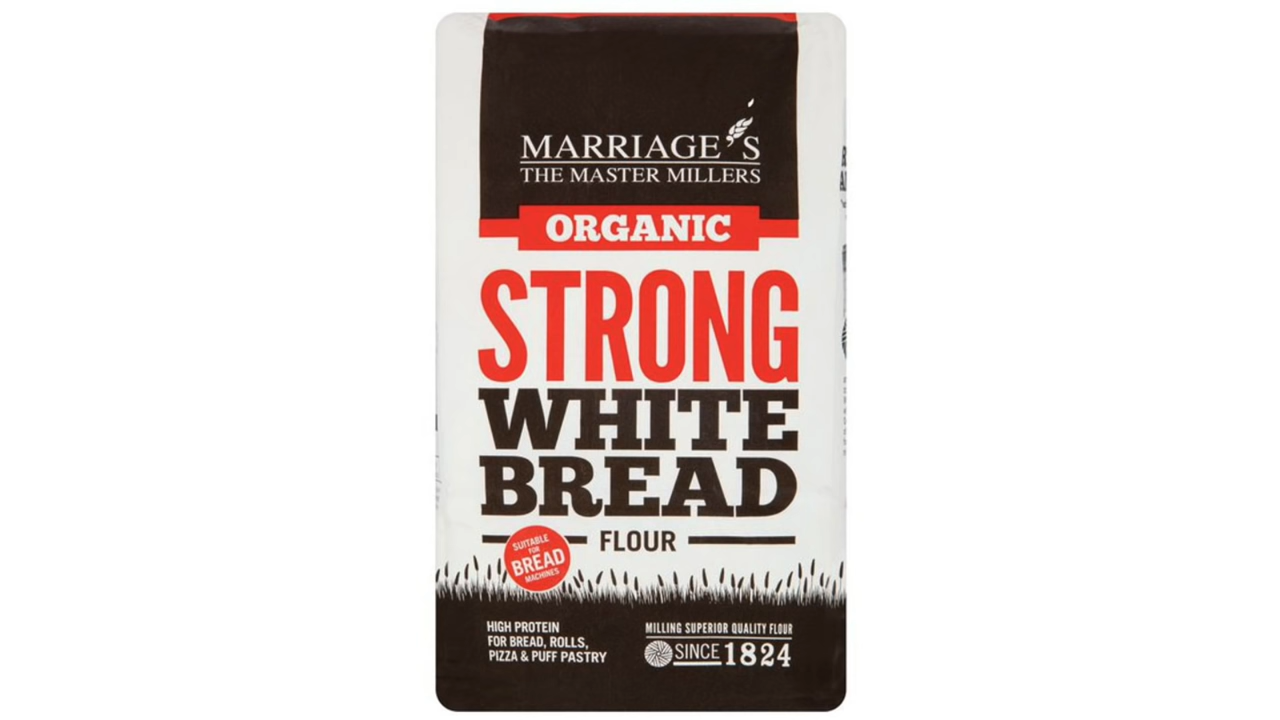 MARRIAGE'S
THE MASTER MILLERS
ORGANIC
STRONG
WHITE
BREAD
FLOUR
SUITABLE
FOR
BREAD
MACHINES
HIGH PROTEIN
FOR BREAD, ROLLS,
PIZZA & PUFF PASTRY
MILLING SUPERIOR QUALITY FLOUR
SINCE 1824